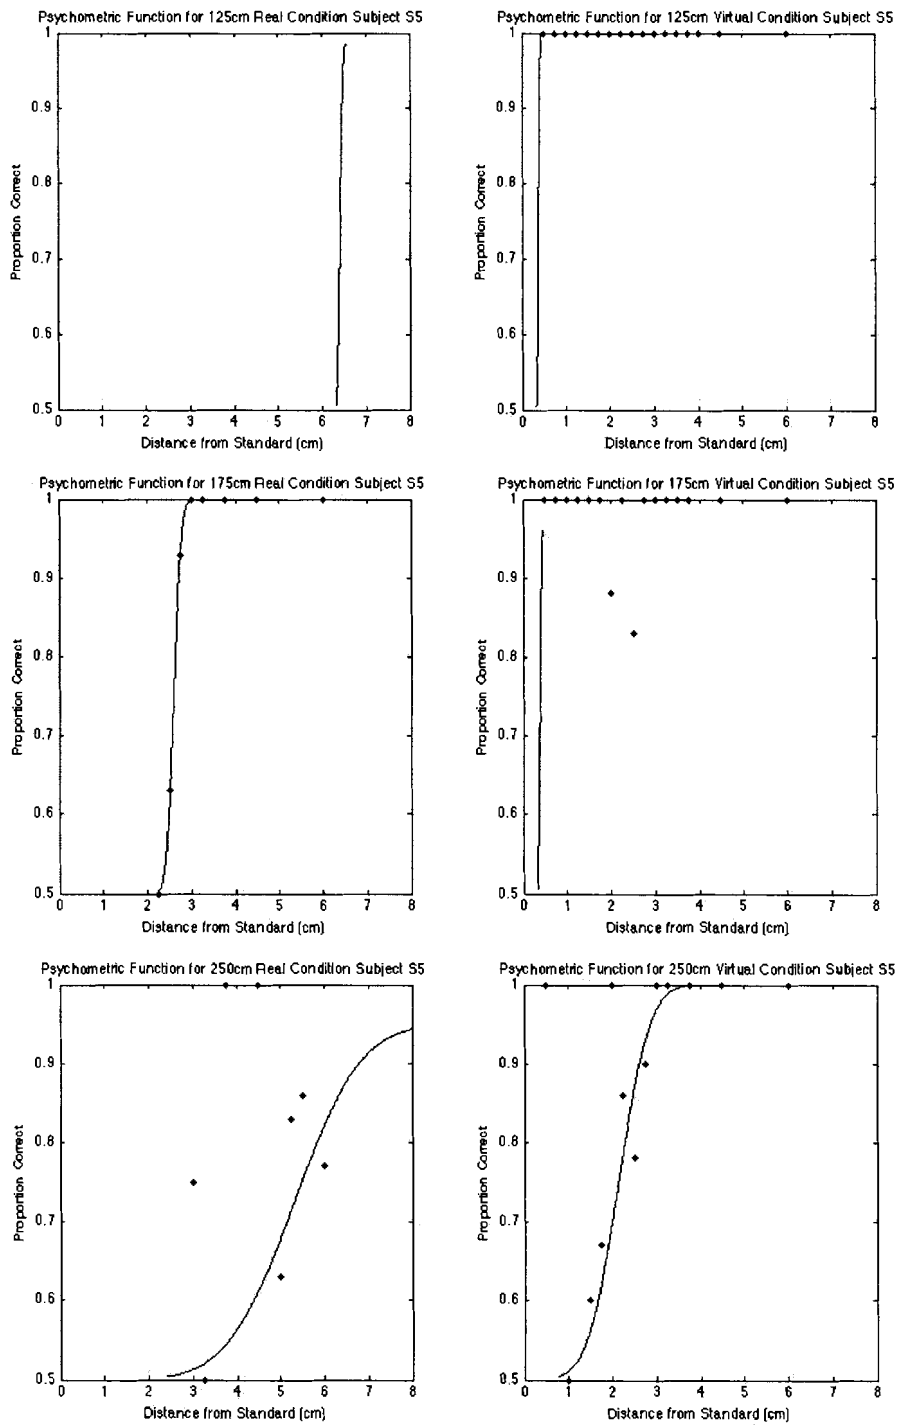 Psychometric Function for 125cm Real Condition Subject S5
1
0.9
0.8
0.7
0.6
0.5
Proportion Correct
0 1 2 3 4 5 6 7 8
Distance from Standard (cm)
Psychometric Function for 125cm Virtual Condition Subject S5
1
0.9
0.8
0.7
0.6
0.5
Proportion Correct
0 1 2 3 4 5 6 7 8
Distance from Standard (cm)
Psychometric Function for 175cm Real Condition Subject S5
1
0.9
0.8
0.7
0.6
0.5
Proportion Correct
0 1 2 3 4 5 6 7 8
Distance from Standard (cm)
Psychometric Function for 175cm Virtual Condition Subject S5
1
0.9
0.8
0.7
0.6
0.5
Proportion Correct
0 1 2 3 4 5 6 7 8
Distance from Standard (cm)
Psychometric Function for 250cm Real Condition Subject S5
1
0.9
0.8
0.7
0.6
0.5
Proportion Correct
0 1 2 3 4 5 6 7 8
Distance from Standard (cm)
Psychometric Function for 250cm Virtual Condition Subject S5
1
0.9
0.8
0.7
0.6
0.5
Proportion Correct
0 1 2 3 4 5 6 7 8
Distance from Standard (cm)